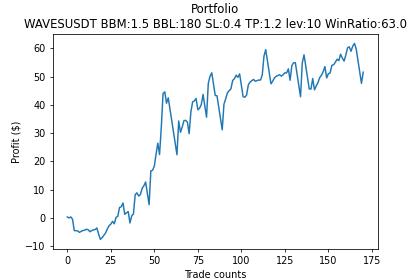 Portfolio
WAVESUSDT BBM:1.5 BBL:180 SL:0.4 TP:1.2 lev:10 WinRatio:63.0
60
50
40
30
20
10
0
−10
Profit ($)
0 25 50 75 100 125 150 175
Trade counts